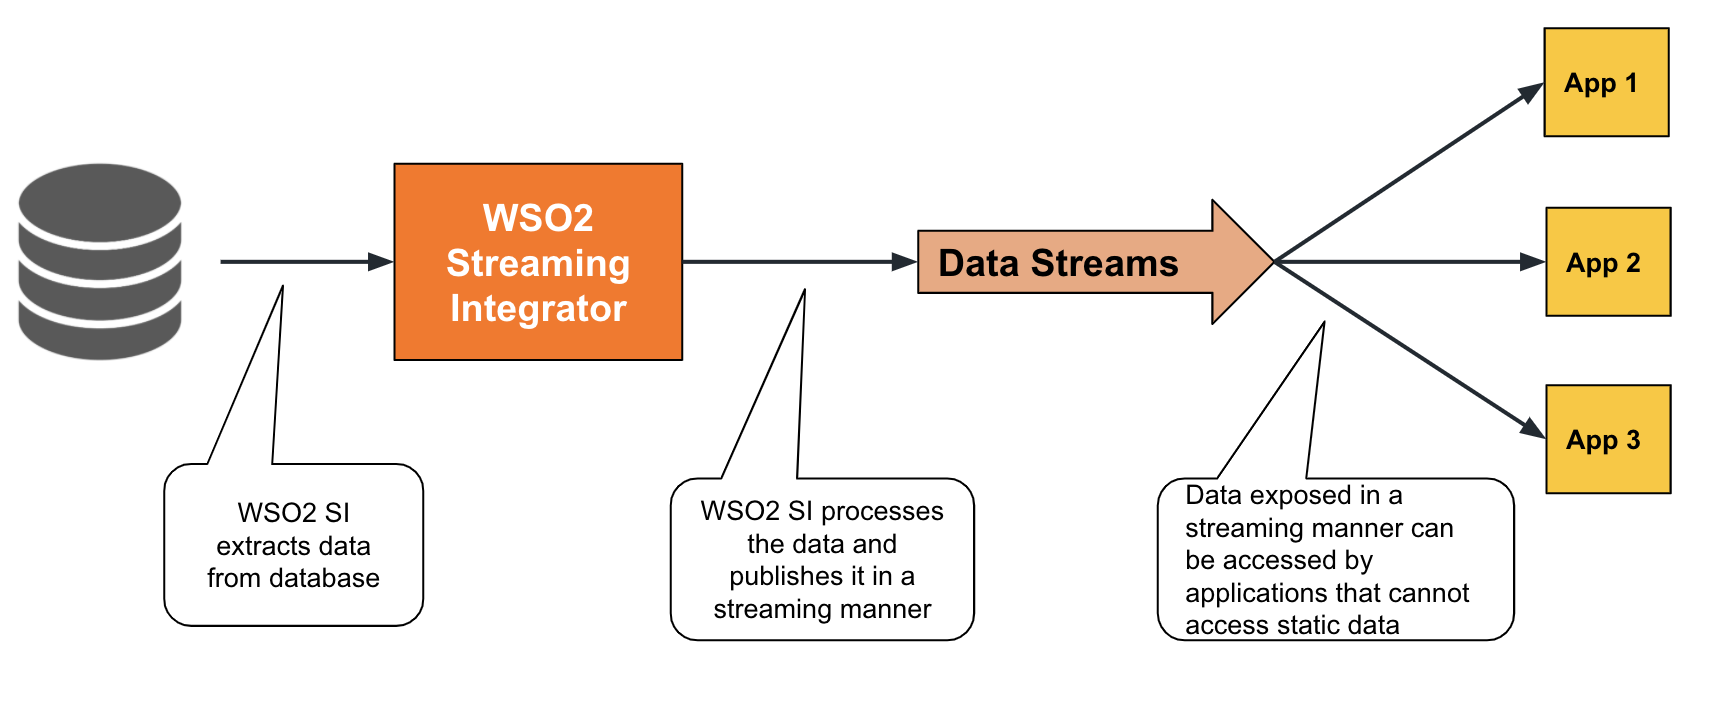 App 1
WSO2
Streaming
Integrator
Data Streams
App 2
App 3
WSO2 SI
extracts data
from database
WSO2 SI processes
the data and
publishes it in a
streaming manner
Data exposed in a
streaming manner can
be accessed by
applications that cannot
access static data